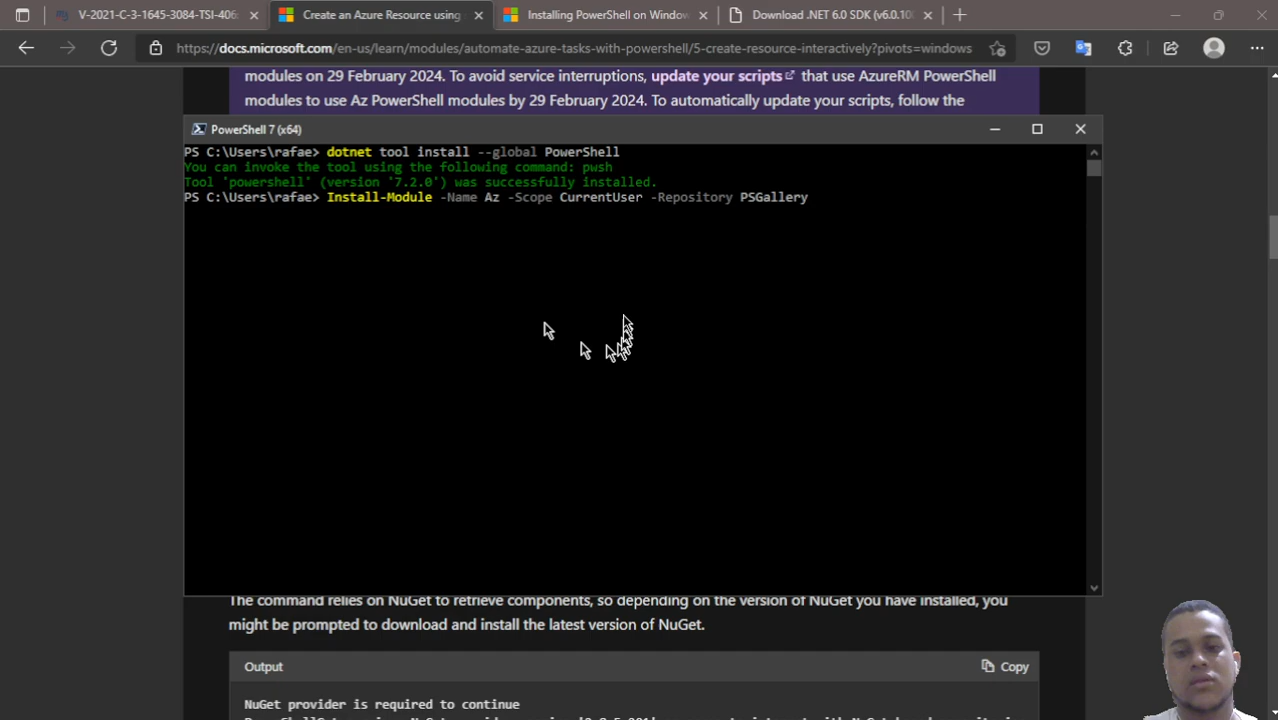 V-2021-C-3-1645-3084-TSI-406
Create an Azure Resource using
Installing PowerShell on Window
Download .NET 6.0 SDK (v6.0.10
https://docs.microsoft.com/en-us/learn/modules/automate-azure-tasks-with-powershell/5-create-resource-interactively?pivots=windows
modules on 29 February 2024. To avoid service interruptions, update your scripts that use AzureRM PowerShell
modules to use Az PowerShell modules by 29 February 2024. To automatically update your scripts, follow the
PowerShell 7 (x64)
PS C:\Users\rafae> dotnet tool install --global PowerShell
You can invoke the tool using the following command: pwsh
Tool 'powershell' (version '7.2.0') was successfully installed.
PS C:\Users\rafae> Install-Module -Name Az -Scope CurrentUser -Repository PSGallery
The command relies on NuGet to retrieve components, so depending on the version of NuGet you have installed, you
might be prompted to download and install the latest version of NuGet.
Output
Copy
NuGet provider is required to continue